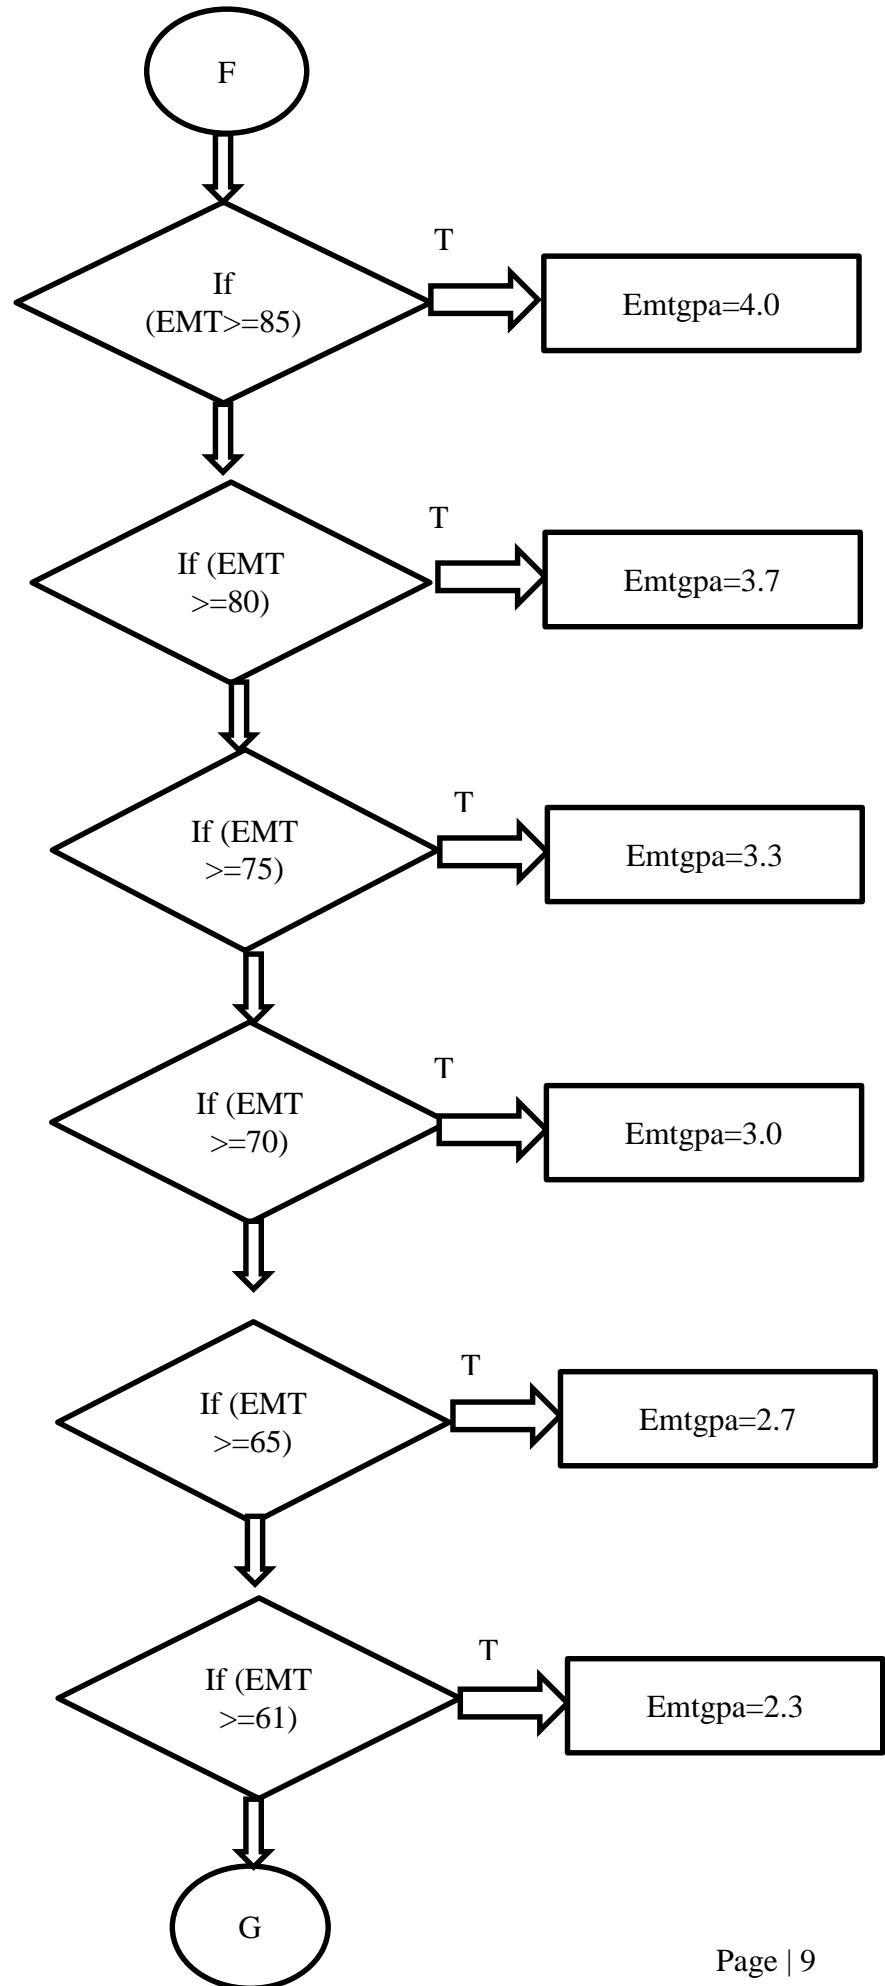 F
T
If
(EMT>=85)
Emtgpa=4.0
T
If (EMT
>=80)
Emtgpa=3.7
T
If (EMT
>=75)
Emtgpa=3.3
T
If (EMT
>=70)
Emtgpa=3.0
T
If (EMT
>=65)
Emtgpa=2.7
T
If (EMT
>=61)
Emtgpa=2.3
G
Page | 9